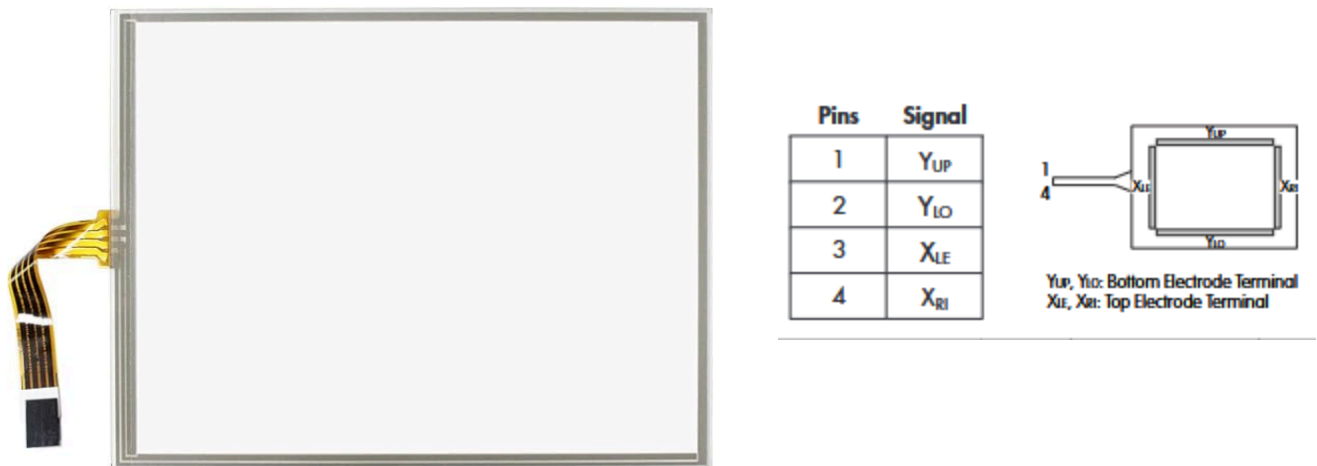 Pins Signal
1 YUP
2 YLO
3 XLE
4 XRI
YUP
1
4
XLE
XRI
YLO
YUP, YLO: Bottom Electrode Terminal
XLE, XRI: Top Electrode Terminal